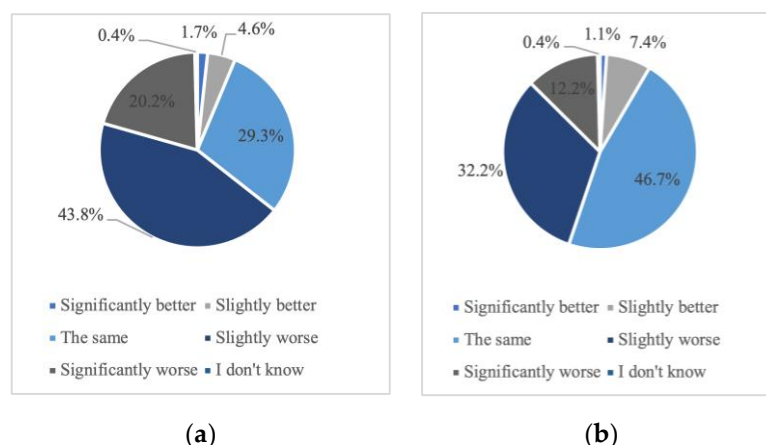 1.7%
4.6%
0.4%
20.2%
29.3%
43.8%
Significantly better Slightly better
The same Slightly worse
Significantly worse I don't know
(a)
1.1%
0.4%
7.4%
12.2%
32.2%
46.7%
Significantly better Slightly better
The same Slightly worse
Significantly worse I don't know
(b)